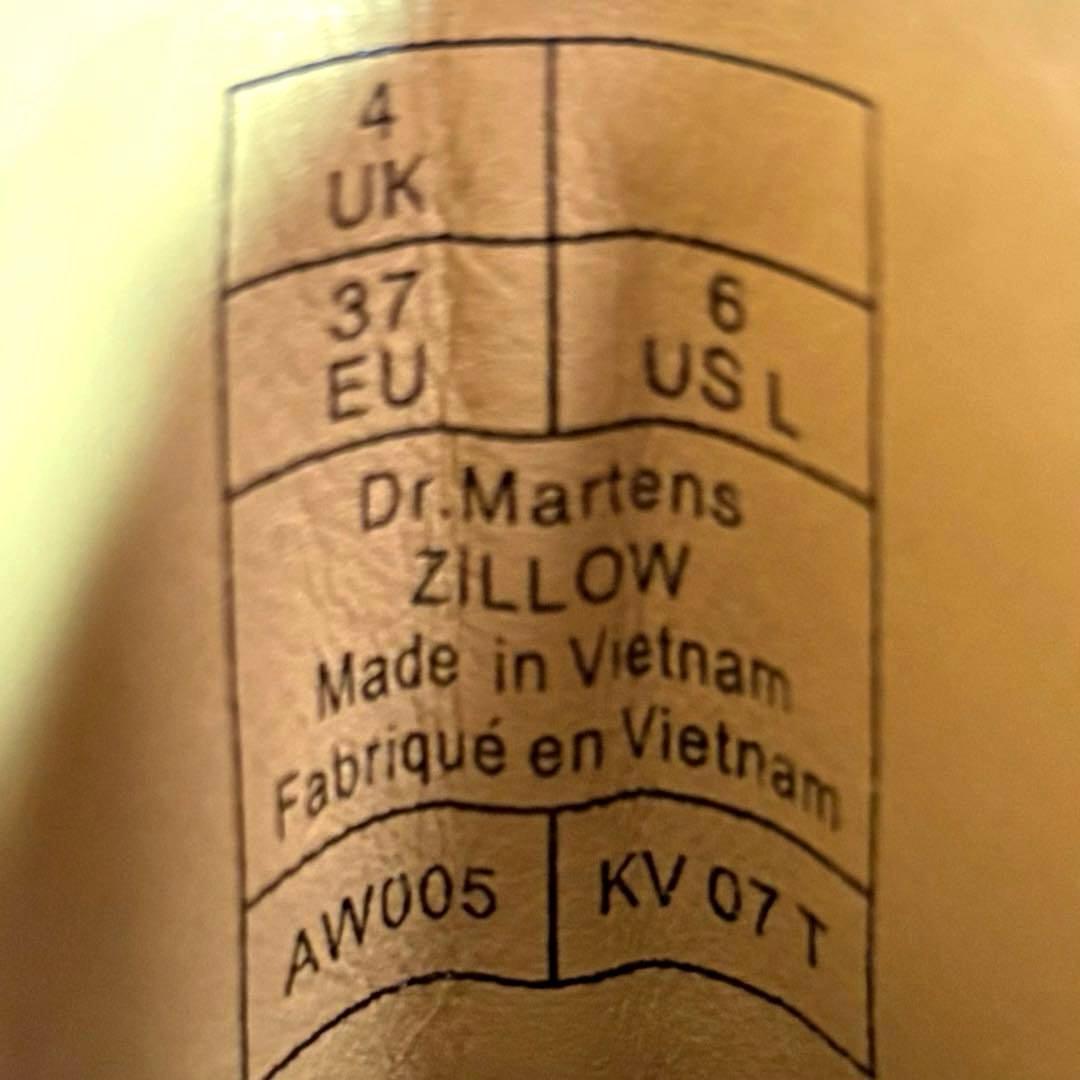 4
UK
37
EU
6
US L
Dr. Martens
ZILLOW
Made in Vietnam
Fabriqué en Vietnam
AW005
KV 07 T